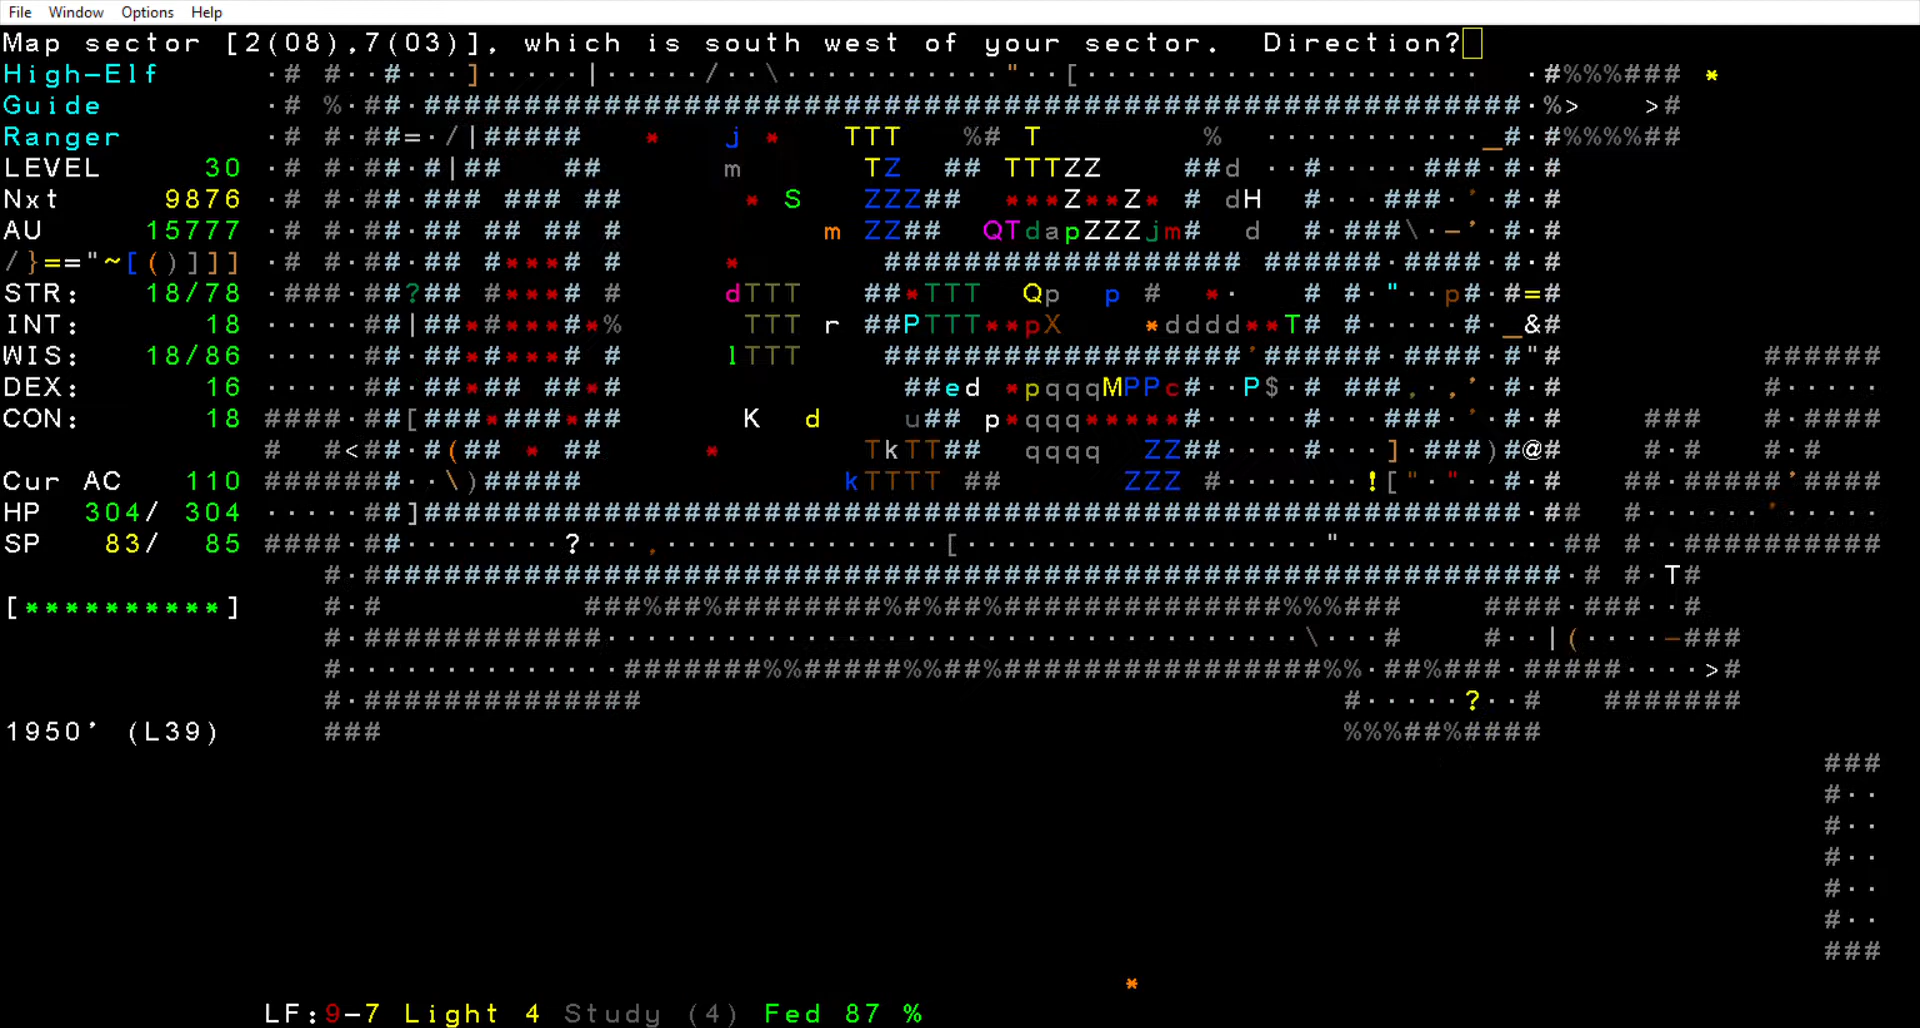 File Window Options Help
Map sector [2(08),7(03)], which is south west of your sector. Direction?
High-Elf
Guide
Ranger
LEVEL 30
Nxt 9876
AU 15777
/}=="~[()]]]
STR: 18/78
INT: 18
WIS: 18/86
DEX: 16
CON: 18
Cur AC 110
HP 304/ 304
SP 83/ 85
[**********]
1950' (L39)
LF:9-7 Light 4 Study (4) Fed 87 %